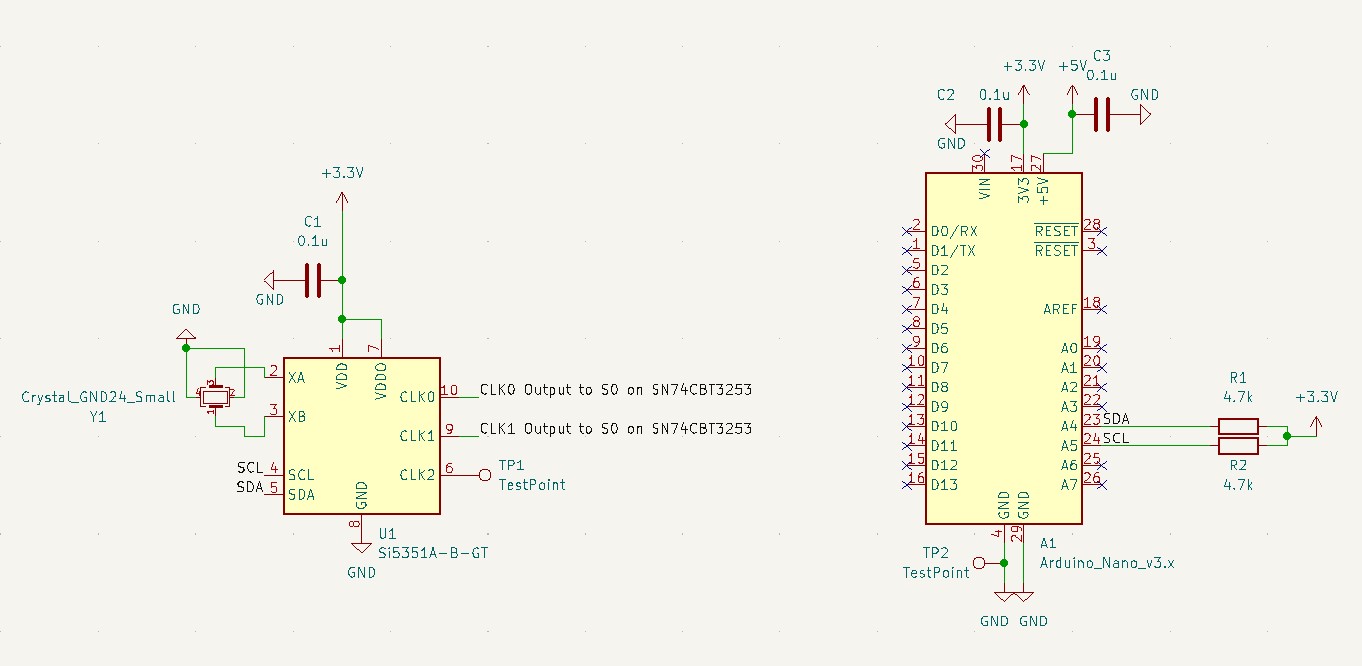 +3.3V
C1
0.1u
GND
GND
Crystal_GND24_Small
Y1
3
4
2
1
1
7
VDD
VDDO
2
XA
3
XB
SCL
4
SCL
SDA
5
SDA
GND
8
GND
10
CLK0
CLK0 Output to S0 on SN74CBT3253
9
CLK1
CLK1 Output to S0 on SN74CBT3253
6
CLK2
TP1
TestPoint
U1
Si5351A-B-GT
C2
0.1u
GND
+3.3V
+5V
C3
0.1u
GND
30
17
27
VIN
3V3
+5V
2 D0/RX
1 D1/TX
5 D2
6 D3
7 D4
8 D5
9 D6
10 D7
11 D8
12 D9
13 D10
14 D11
15 D12
16 D13
RESET 28
RESET 3
AREF 18
A0 19
A1 20
A2 21
A3 22
A4 23 SDA
A5 24 SCL
A6 25
A7 26
R1
4.7k
+3.3V
R2
4.7k
GND
GND
4
29
TP2
TestPoint
A1
Arduino_Nano_v3.x
GND
GND